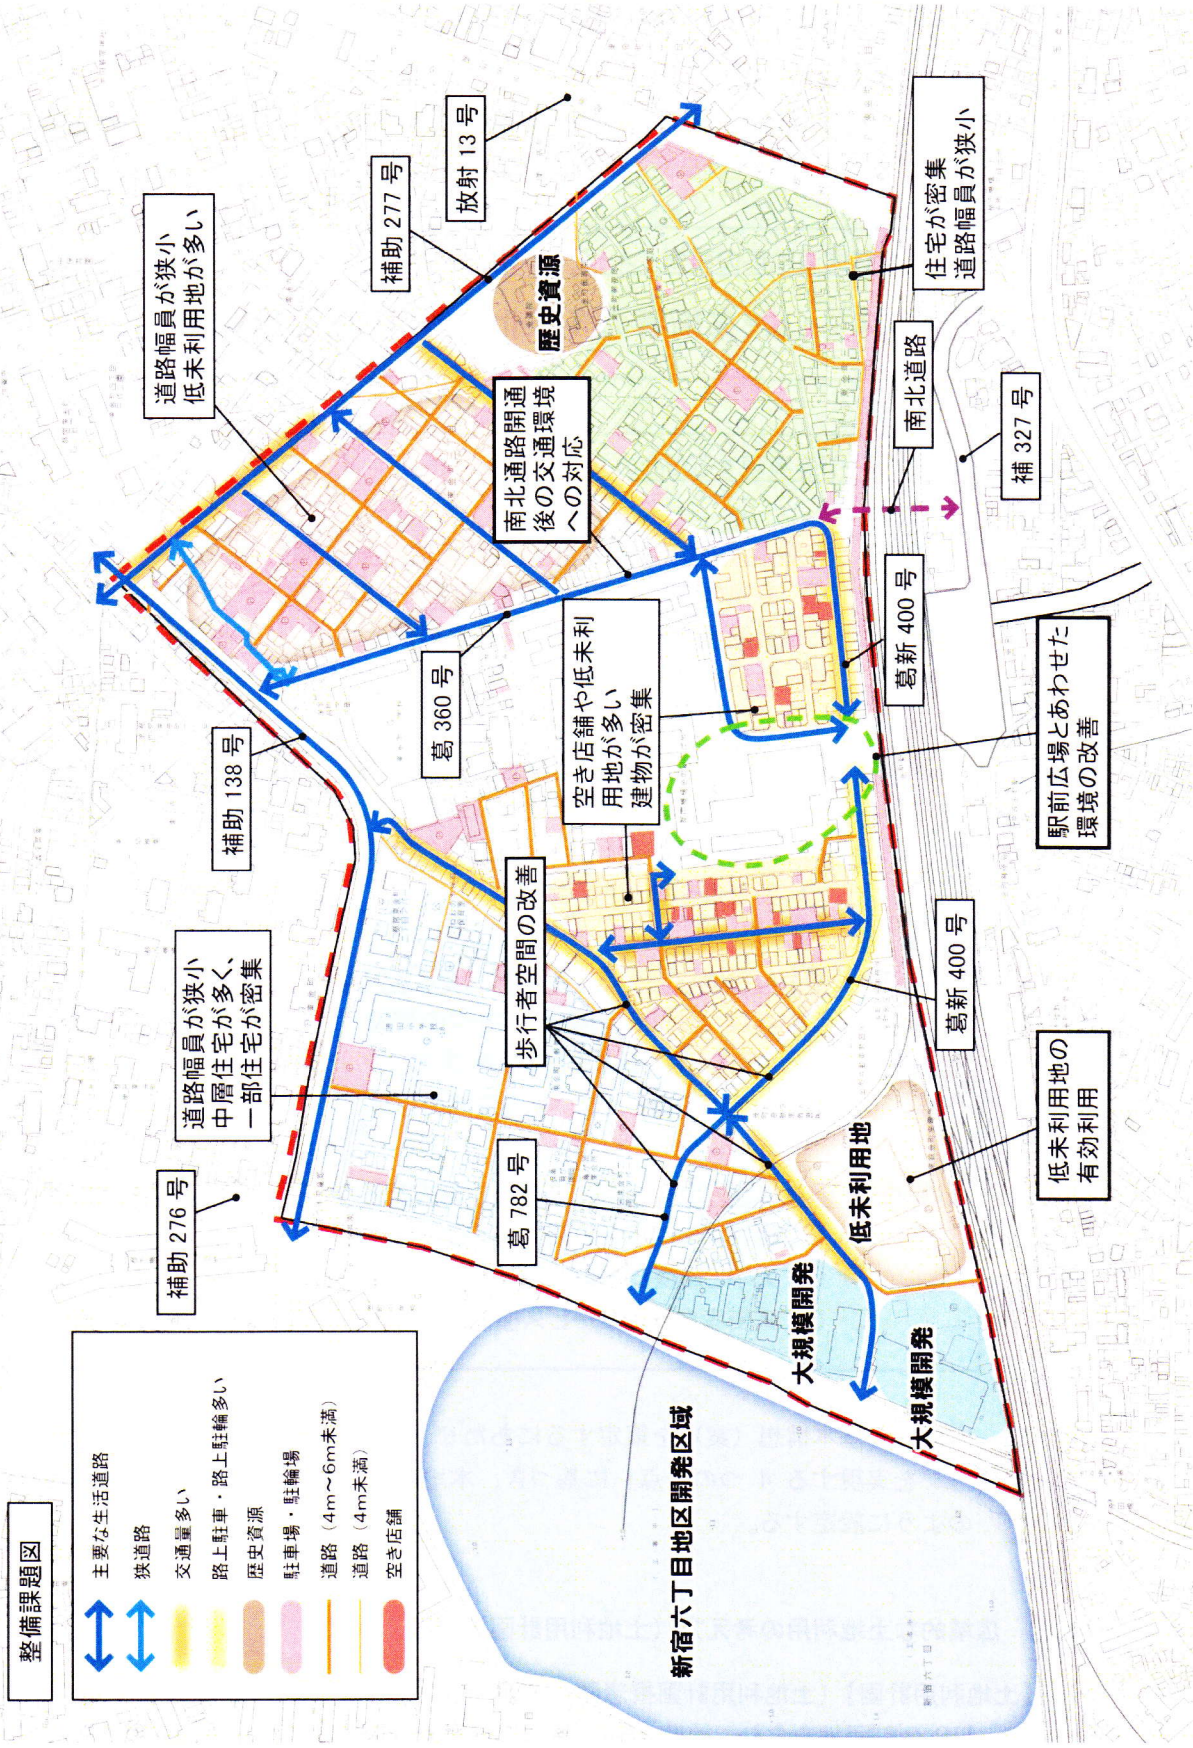 整備課題図
主要な生活道路
狭道路
交通量多い
路上駐車・路上駐輪多い
歴史資源
駐車場・駐輪場
道路（4m～6m未満）
道路（4m未満）
空き店舗
補助 276 号
道路幅員が狭小
中層住宅が多く、
一部住宅が密集
補助 138 号
道路幅員が狭小
低未利用地が多い
補助 277 号
放射 13 号
葛 360 号
歴史資源
南北通路開通
後の交通環境
への対応
空き店舗や低未利
用地が多い
建物が密集
歩行者空間の改善
葛 782 号
新宿六丁目地区開発区域
大規模開発
大規模開発
低未利用地
低未利用地の
有効利用
葛新 400 号
駅前広場とあわせた
環境の改善
葛新 400 号
補 327 号
南北道路
住宅が密集
道路幅員が狭小